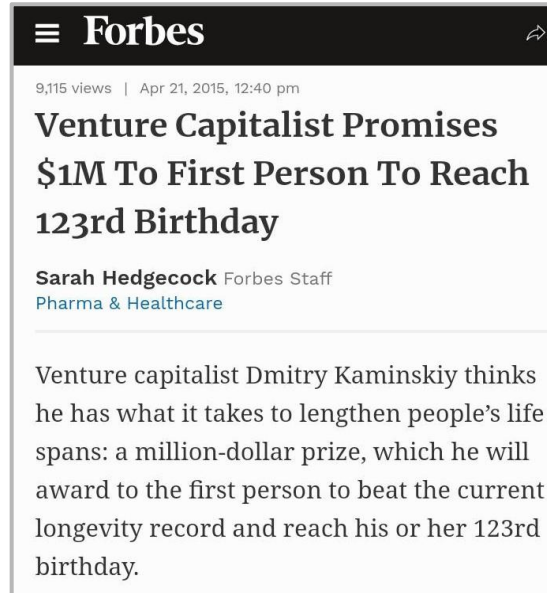 Forbes
9,115 views | Apr 21, 2015, 12:40 pm
Venture Capitalist Promises
$1M To First Person To Reach
123rd Birthday
Sarah Hedgecock Forbes Staff
Pharma & Healthcare
Venture capitalist Dmitry Kaminskiy thinks
he has what it takes to lengthen people’s life
spans: a million-dollar prize, which he will
award to the first person to beat the current
longevity record and reach his or her 123rd
birthday.